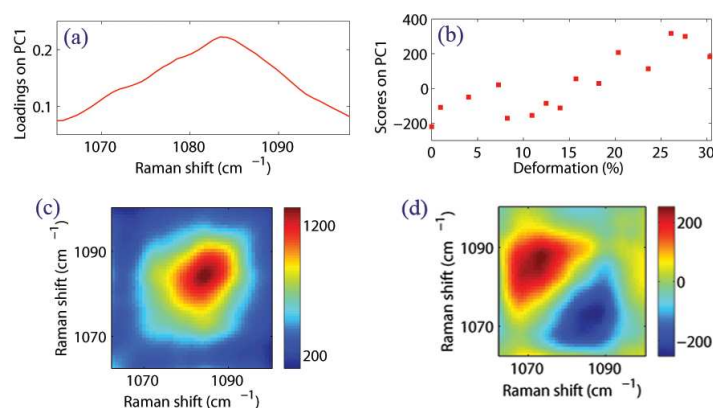 (a)
Loadings on PC1
0.2
0.1
1070 1080 1090
Raman shift (cm ⁻¹)
(b)
Scores on PC1
400
200
0
−200
0 5 10 15 20 25 30
Deformation (%)
(c)
Raman shift (cm ⁻¹)
1090
1070
1070 1090
Raman shift (cm ⁻¹)
1200
200
(d)
Raman shift (cm ⁻¹)
1090
1070
1070 1090
Raman shift (cm ⁻¹)
200
0
−200